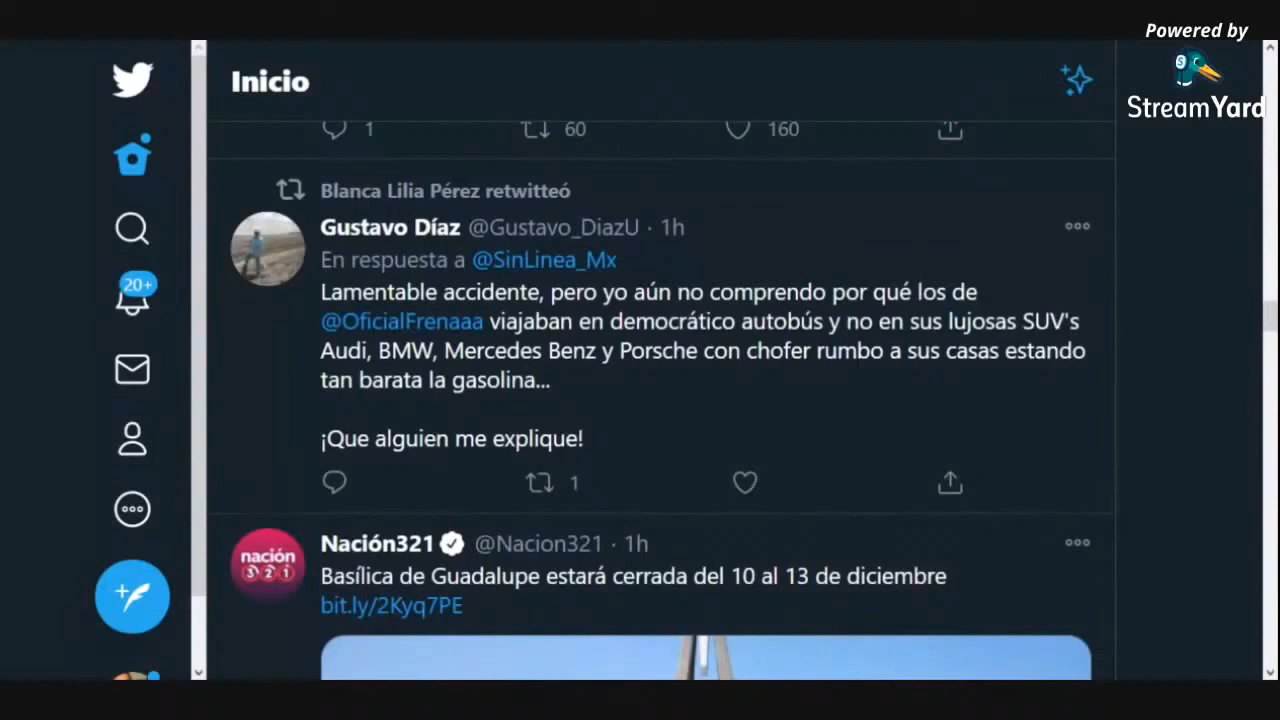 Powered by
StreamYard
Inicio
1 60 160
Blanca Lilia Pérez retwitteó
Gustavo Díaz @Gustavo_DiazU · 1h
En respuesta a @SinLinea_Mx
Lamentable accidente, pero yo aún no comprendo por qué los de
@OficialFrenaaa viajaban en democrático autobús y no en sus lujosas SUV's
Audi, BMW, Mercedes Benz y Porsche con chofer rumbo a sus casas estando
tan barata la gasolina...
¡Que alguien me explique!
1
20+
nación
321
Nación321 @Nacion321 · 1h
Basílica de Guadalupe estará cerrada del 10 al 13 de diciembre
bit.ly/2Kyq7PE